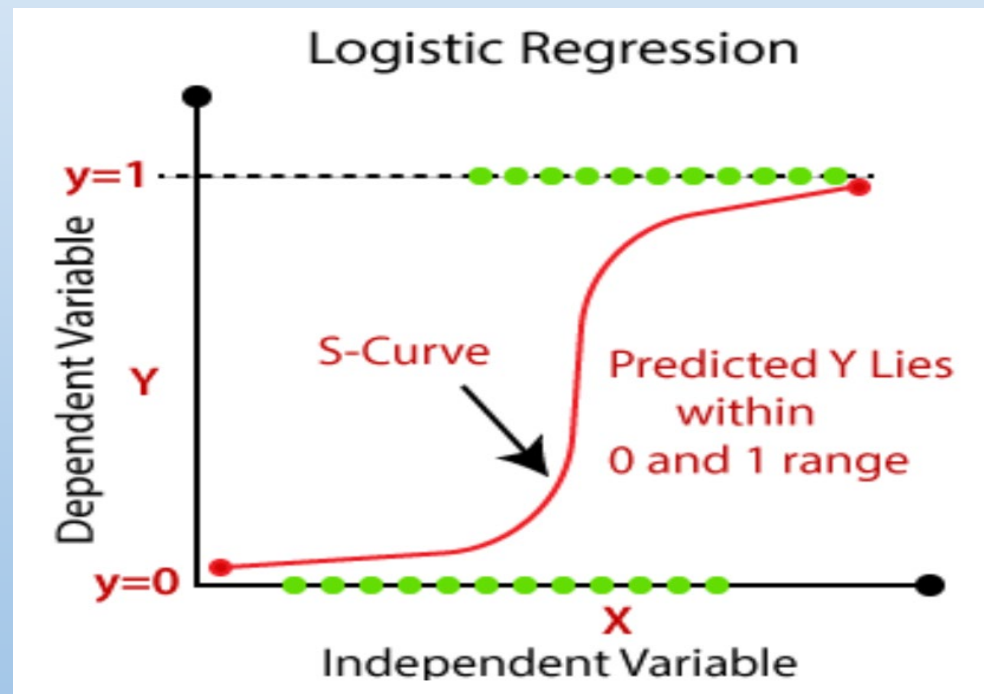 Logistic Regression
y=1
Dependent Variable
Y
S-Curve
Predicted Y Lies
within
0 and 1 range
y=0
X
Independent Variable